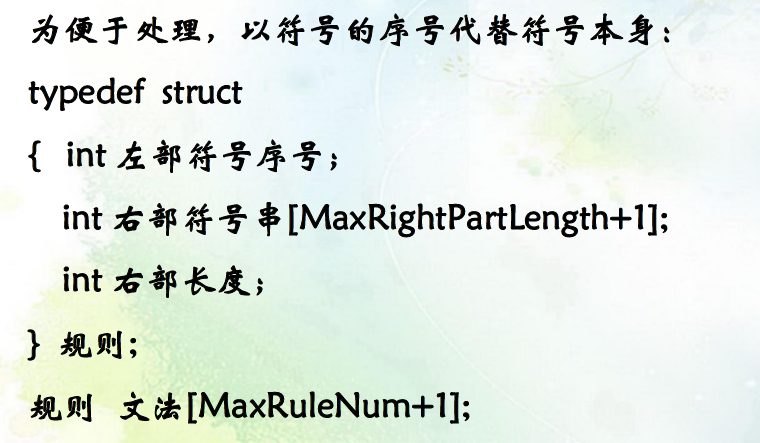 为便于处理，以符号的序号代替符号本身：
typedef struct
{ int 左部符号序号；
int 右部符号串[MaxRightPartLength+1];
int 右部长度；
} 规则；
规则 文法[MaxRuleNum+1];